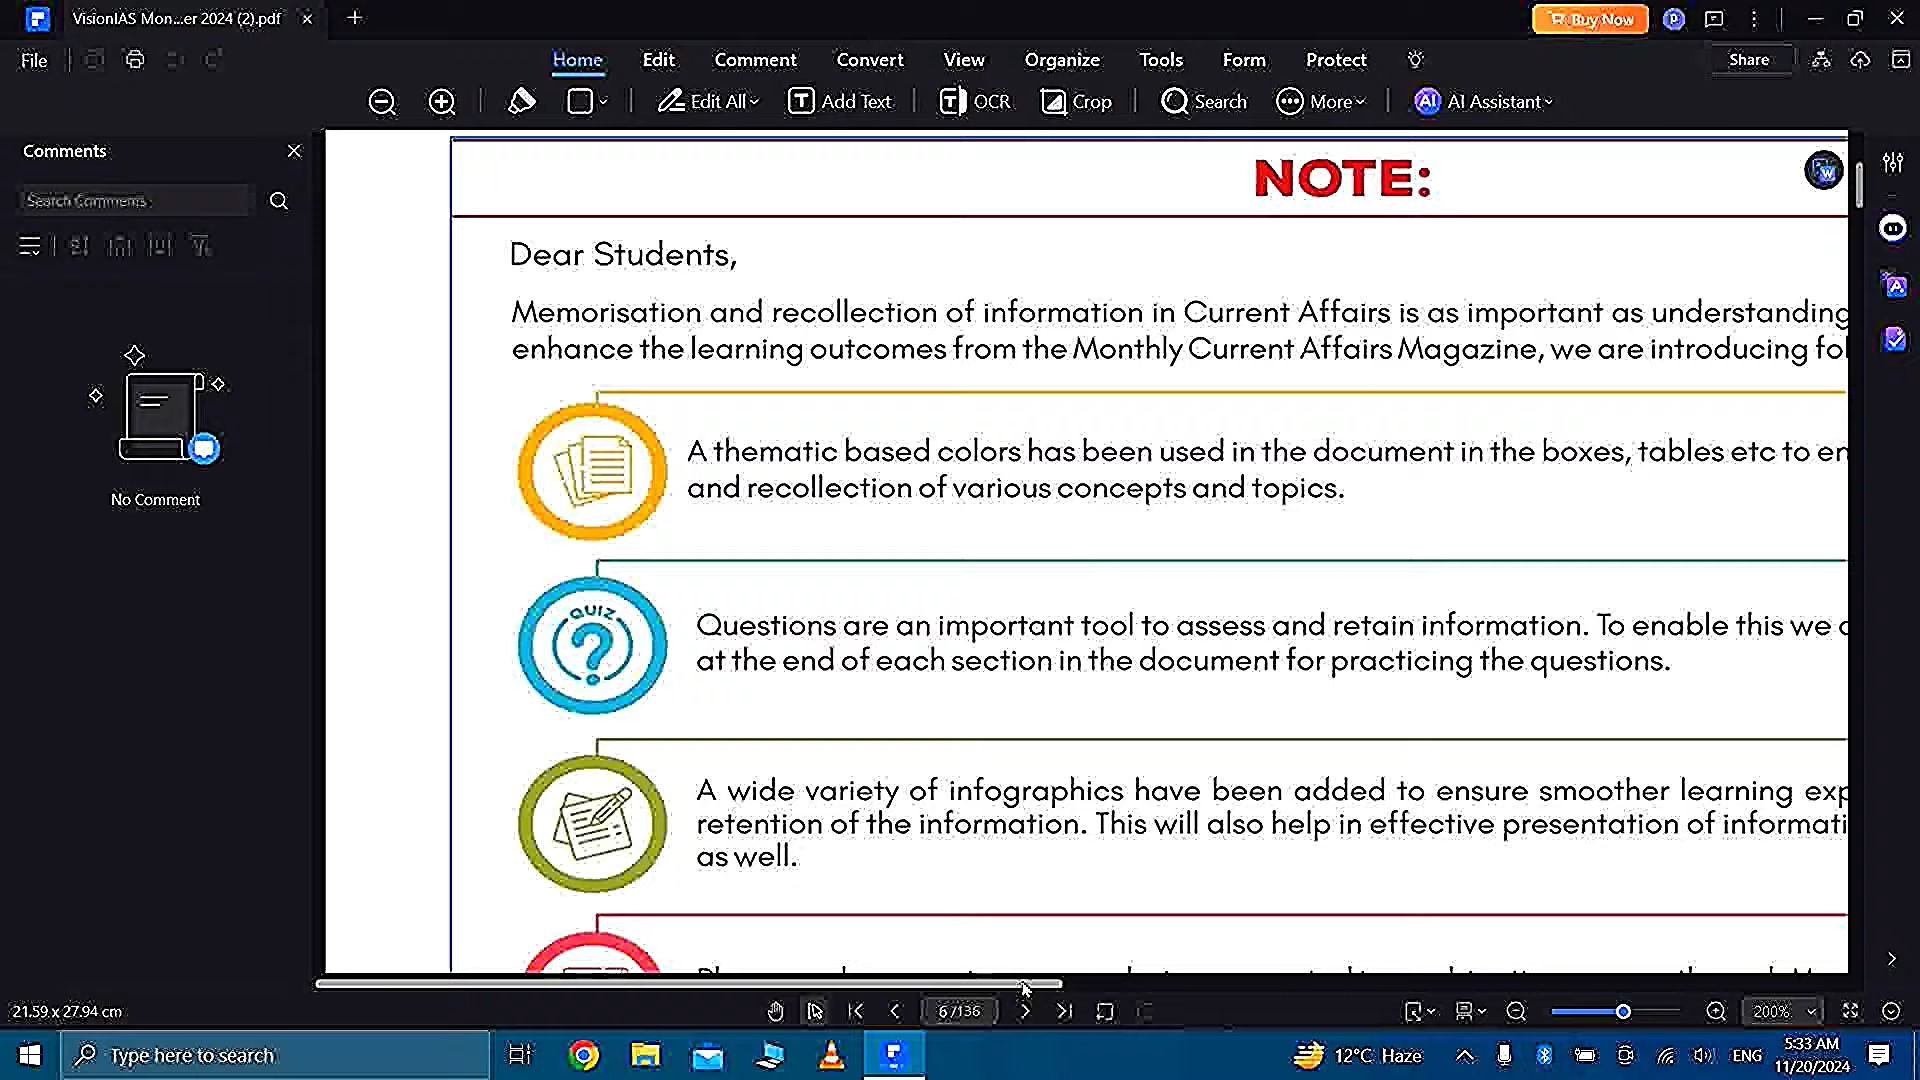 VisionIAS Mon...er 2024 (2).pdf
Buy Now
File
Home Edit Comment Convert View Organize Tools Form Protect
Share
Edit All
Add Text
OCR
Crop
Search
More
AI Assistant
Comments
Search Comments
No Comment
NOTE:
Dear Students,
Memorisation and recollection of information in Current Affairs is as important as understanding
enhance the learning outcomes from the Monthly Current Affairs Magazine, we are introducing fol
A thematic based colors has been used in the document in the boxes, tables etc to en
and recollection of various concepts and topics.
QUIZ
Questions are an important tool to assess and retain information. To enable this we
at the end of each section in the document for practicing the questions.
A wide variety of infographics have been added to ensure smoother learning exp
retention of the information. This will also help in effective presentation of informati
as well.
21.59 x 27.94 cm
6/136
200%
Type here to search
12°C Haze
ENG
5:33 AM
11/20/2024